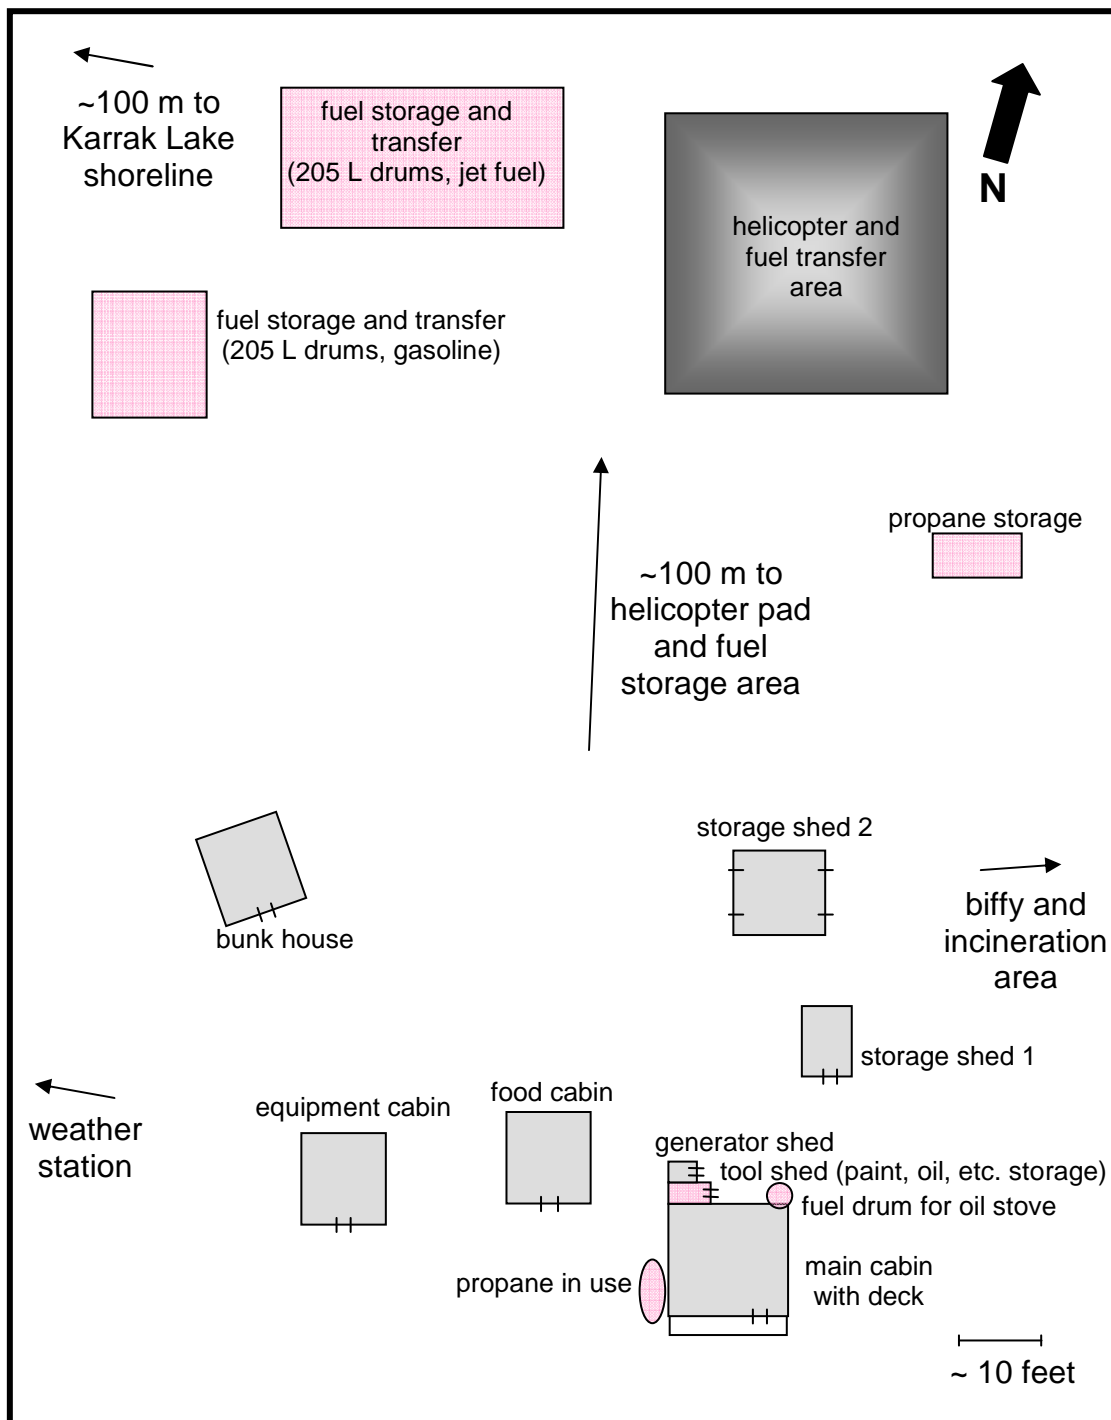 ~100 m to
Karrak Lake
shoreline
fuel storage and
transfer
(205 L drums, jet fuel)
N
helicopter and
fuel transfer
area
fuel storage and transfer
(205 L drums, gasoline)
propane storage
~100 m to
helicopter pad
and fuel
storage area
storage shed 2
bunk house
biffy and
incineration
area
storage shed 1
weather
station
equipment cabin
food cabin
generator shed
tool shed (paint, oil, etc. storage)
fuel drum for oil stove
propane in use
main cabin
with deck
~ 10 feet